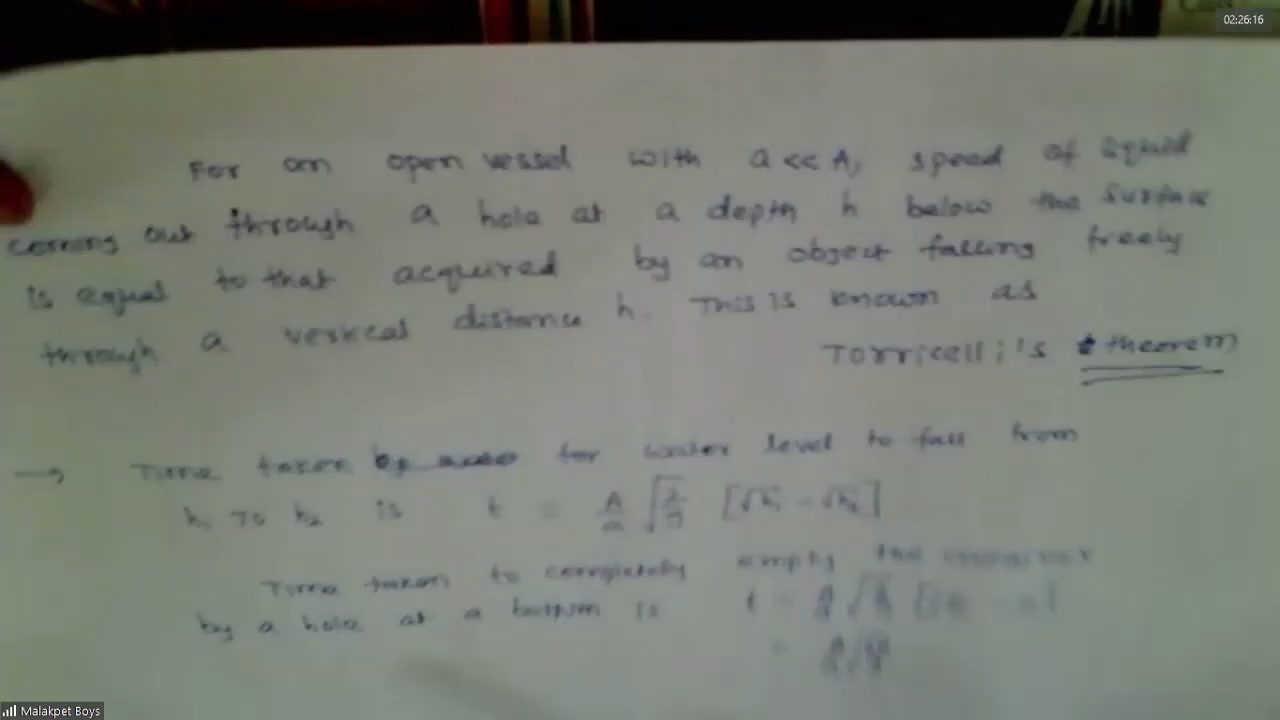 02:26:16
For an open vessel with a << A, speed of liquid
coming out through a hole at a depth h below the surface
is equal to that acquired by an object falling freely
through a vertical distance h. This is known as
Torricelli's theorem
→ Time taken for water level to fall from
h₁ to h₂ is t = A/a √2/g [√h₁ - √h₂]
Time taken to completely empty the
by a hole at a bottom is t =
Malakpet Boys